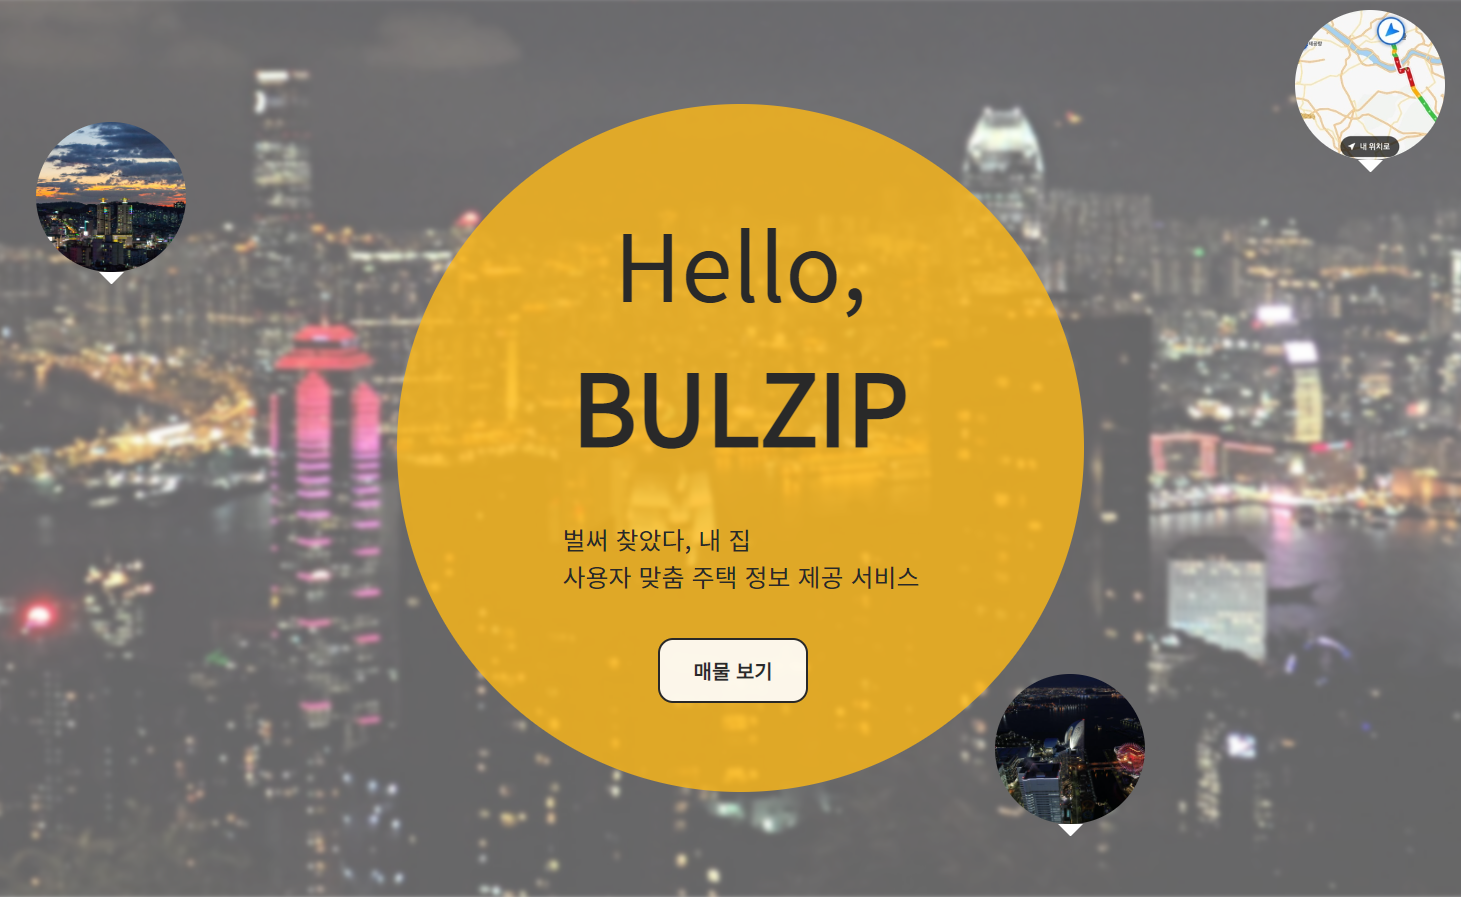 Hello,
BULZIP
벌써 찾았다, 내 집
사용자 맞춤 주택 정보 제공 서비스
매물 보기
내 위치로